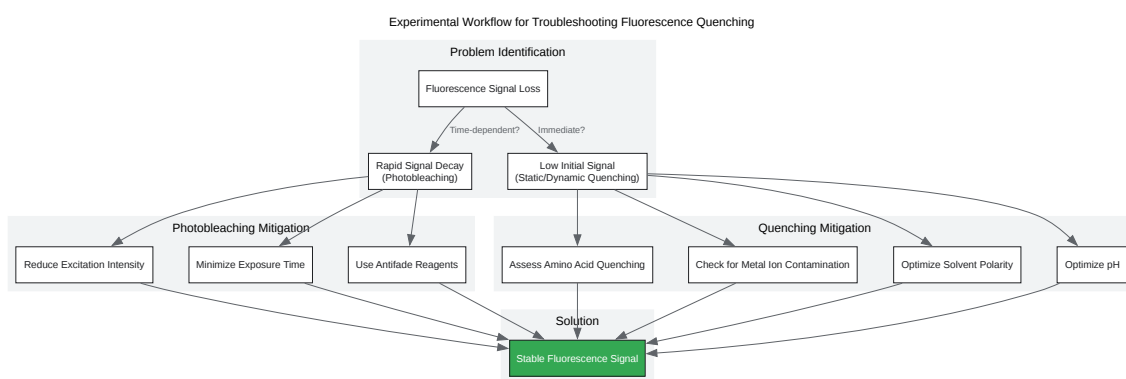 Experimental Workflow for Troubleshooting Fluorescence Quenching
Problem Identification
Fluorescence Signal Loss
Time-dependent?
Immediate?
Rapid Signal Decay
(Photobleaching)
Low Initial Signal
(Static/Dynamic Quenching)
Photobleaching Mitigation
Quenching Mitigation
Reduce Excitation Intensity
Minimize Exposure Time
Use Antifade Reagents
Assess Amino Acid Quenching
Check for Metal Ion Contamination
Optimize Solvent Polarity
Optimize pH
Solution
Stable Fluorescence Signal